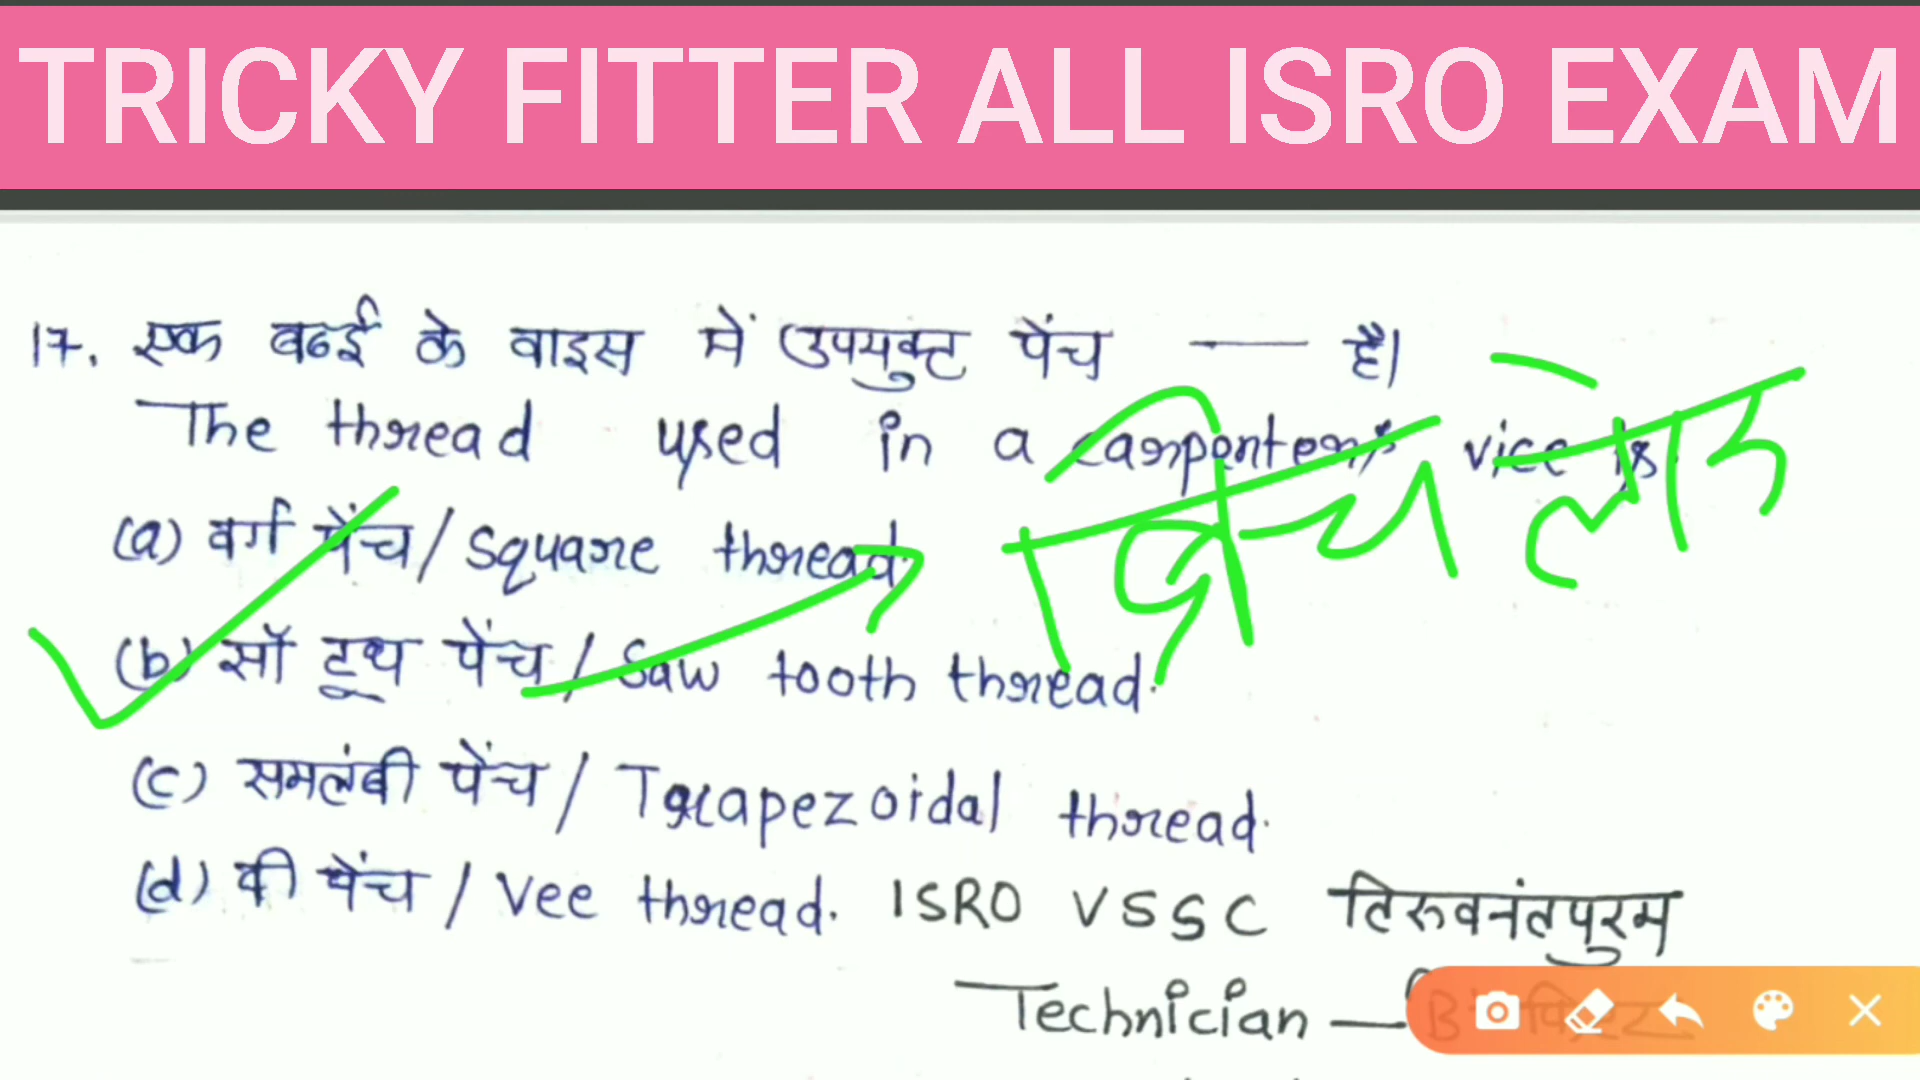 TRICKY FITTER ALL ISRO EXAM
17. एक बढई के वाइस में उपयुक्त पेंच — है।
The thread used in a carpenter's vice is
(a) वर्ग पेंच / Square thread.
(b) सॉ टूथ पेंच / Saw tooth thread.
(c) समलंबी पेंच / Trapezoidal thread.
(d) वी पेंच / Vee thread. ISRO VSSC तिरुवनंतपुरम
Technician — B